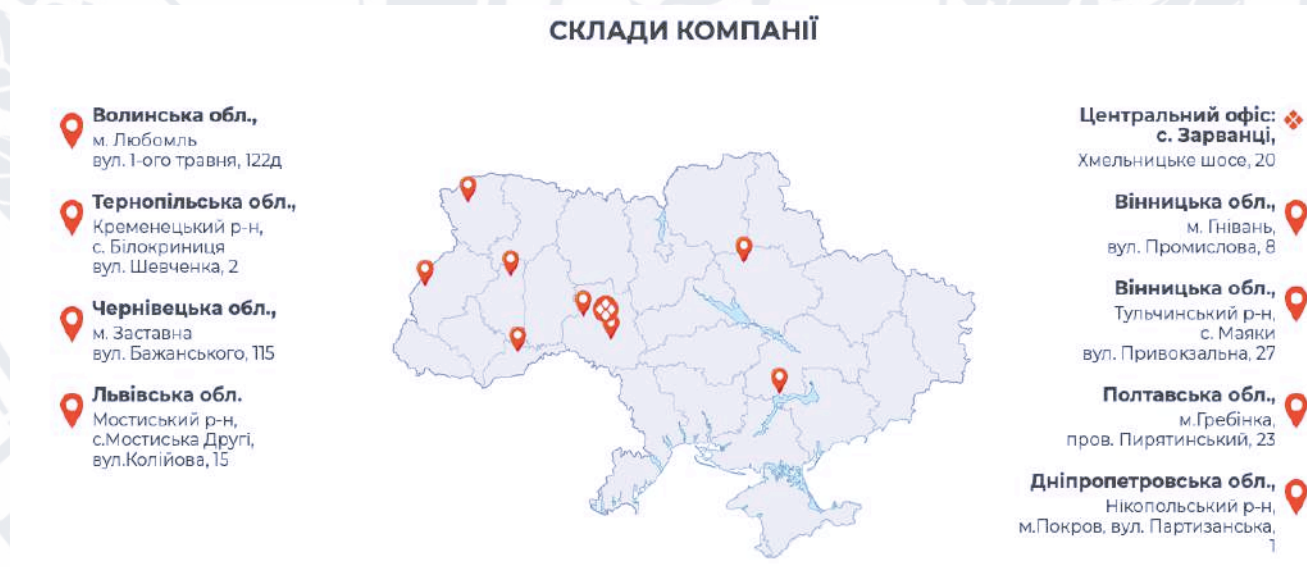 СКЛАДИ КОМПАНІЇ
Волинська обл.,
м. Любомль
вул. 1-ого травня, 122д
Тернопільська обл.,
Кременецький р-н,
с. Білокриниця
вул. Шевченка, 2
Чернівецька обл.,
м. Заставна
вул. Бажанського, 115
Львівська обл.
Мостиський р-н,
с.Мостиська Другі,
вул.Колійова, 15
Центральний офіс:
с. Зарванці,
Хмельницьке шосе, 20
Вінницька обл.,
м. Гнівань,
вул. Промислова, 8
Вінницька обл.,
Тульчинський р-н,
с. Маяки
вул. Привокзальна, 27
Полтавська обл.,
м.Гребінка,
пров. Пирятинський, 23
Дніпропетровська обл.,
Нікопольський р-н,
м.Покров, вул. Партизанська,
1